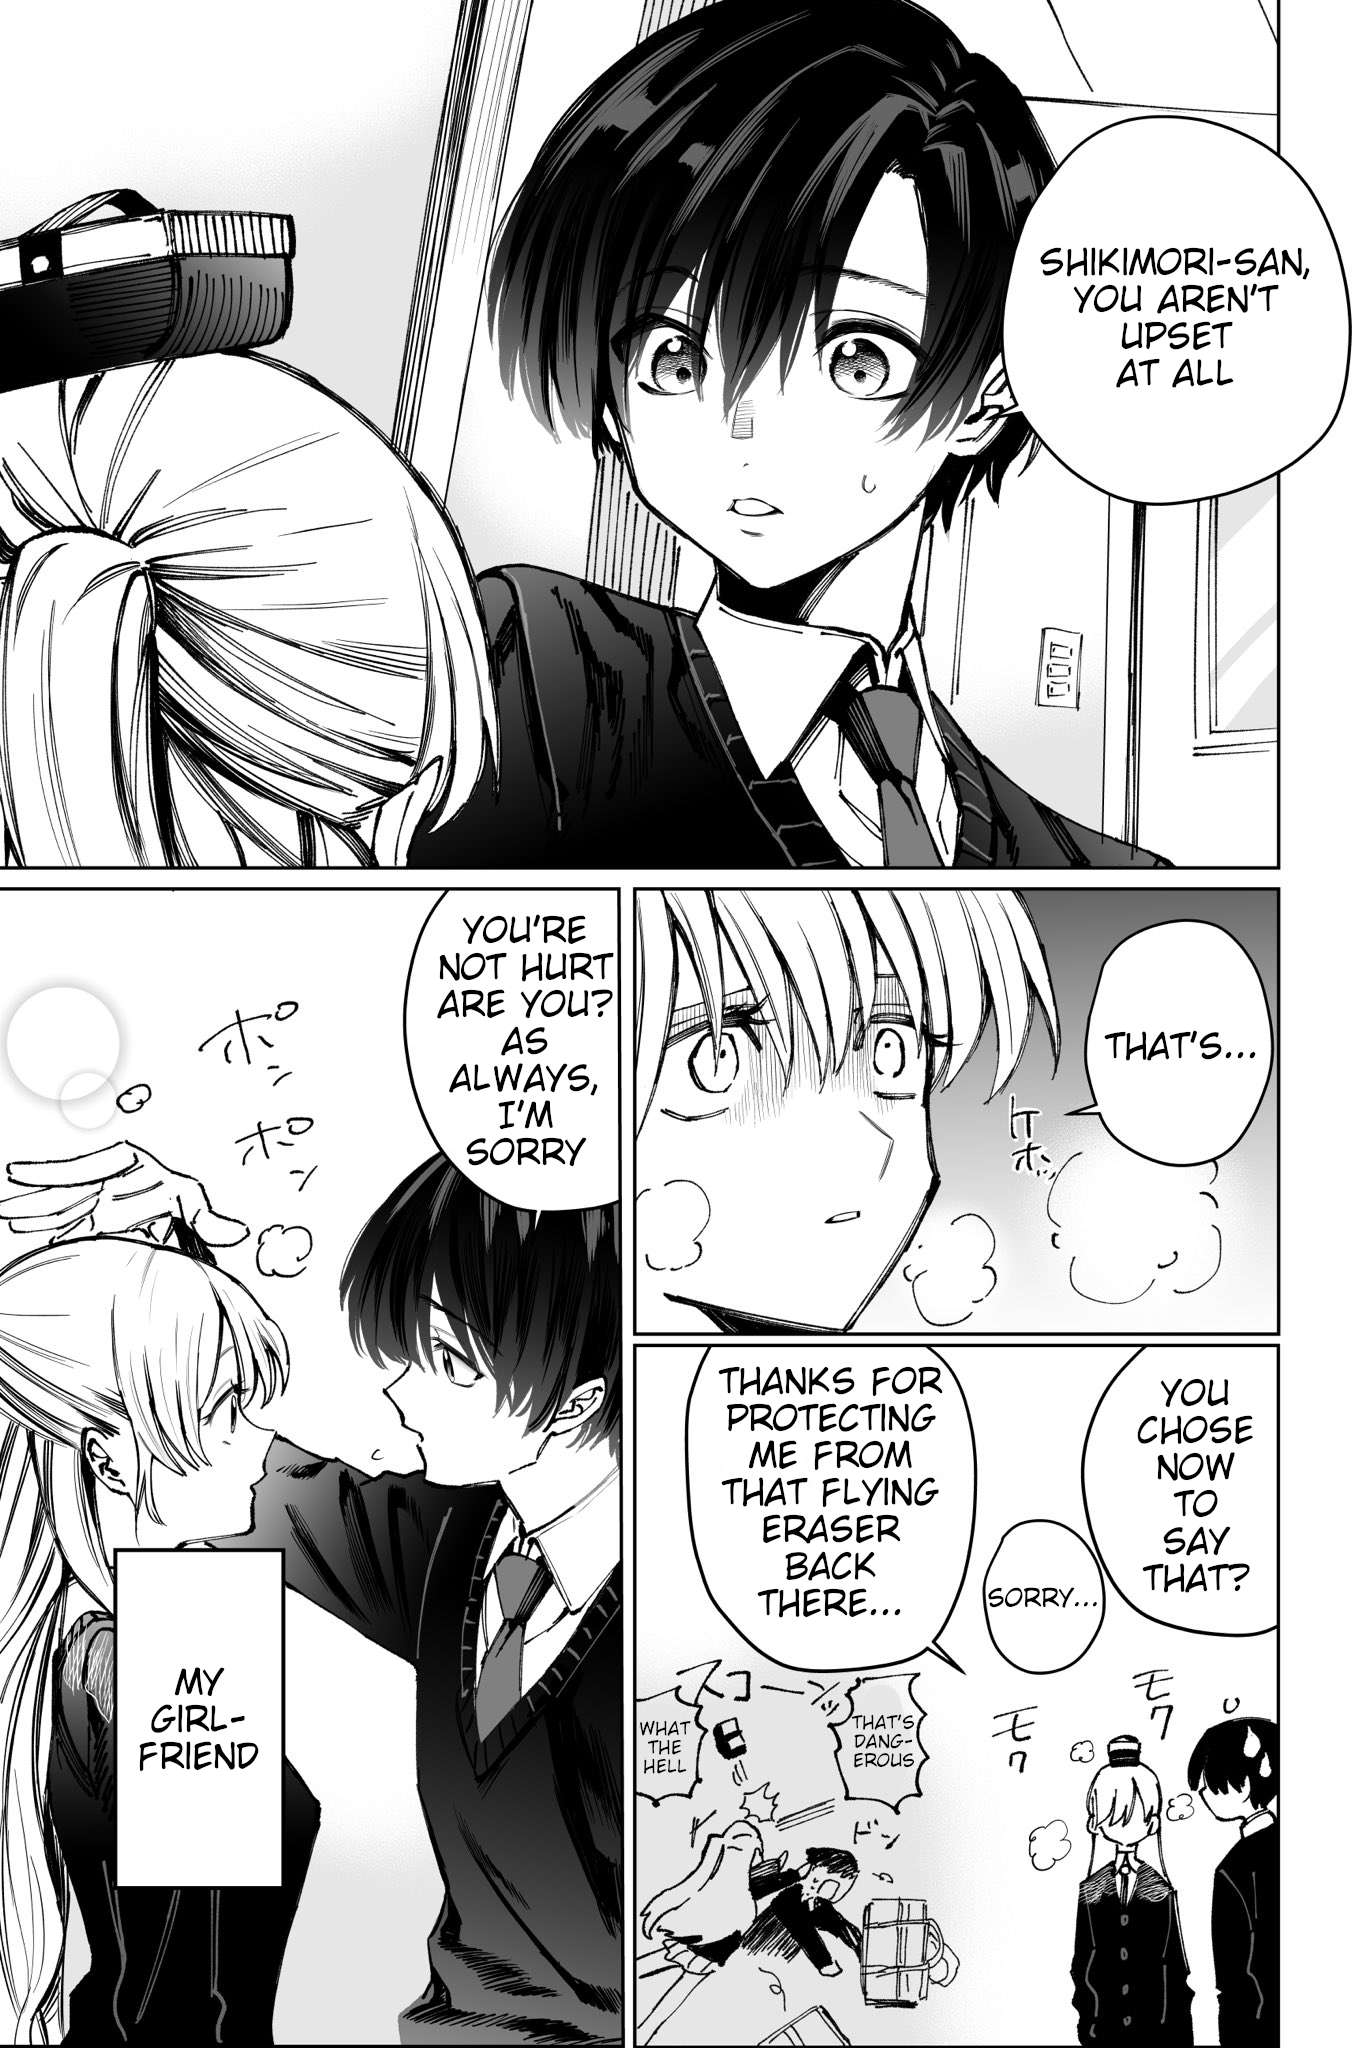 SHIKIMORI-SAN,
YOU AREN'T
UPSET
AT ALL
THAT'S...
ケホッ
YOU'RE
NOT HURT
ARE YOU?
AS
ALWAYS,
I'M
SORRY
ポン
ポン
MY
GIRL-
FRIEND
YOU
CHOSE
NOW
TO
SAY
THAT?
SORRY...
モク
モク
THANKS FOR
PROTECTING
ME FROM
THAT FLYING
ERASER
BACK
THERE...
スコーン
THAT'S
DANG-
EROUS
WHAT
THE
HELL
ドン